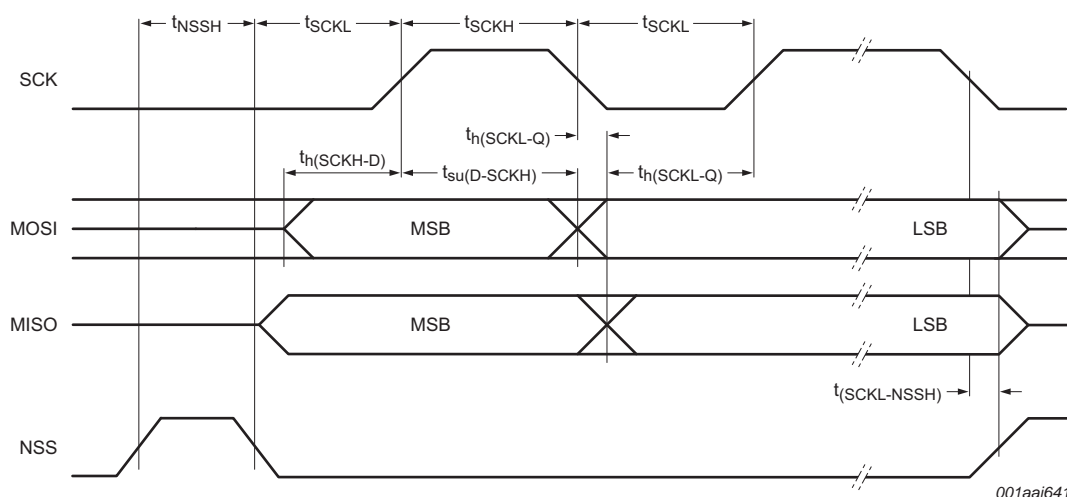 tNSSH tSCKL tSCKH tSCKL
SCK
th(SCKL-Q)
th(SCKH-D) tsu(D-SCKH) th(SCKL-Q)
MOSI MSB LSB
MISO MSB LSB
t(SCKL-NSSH)
NSS
001aaj641